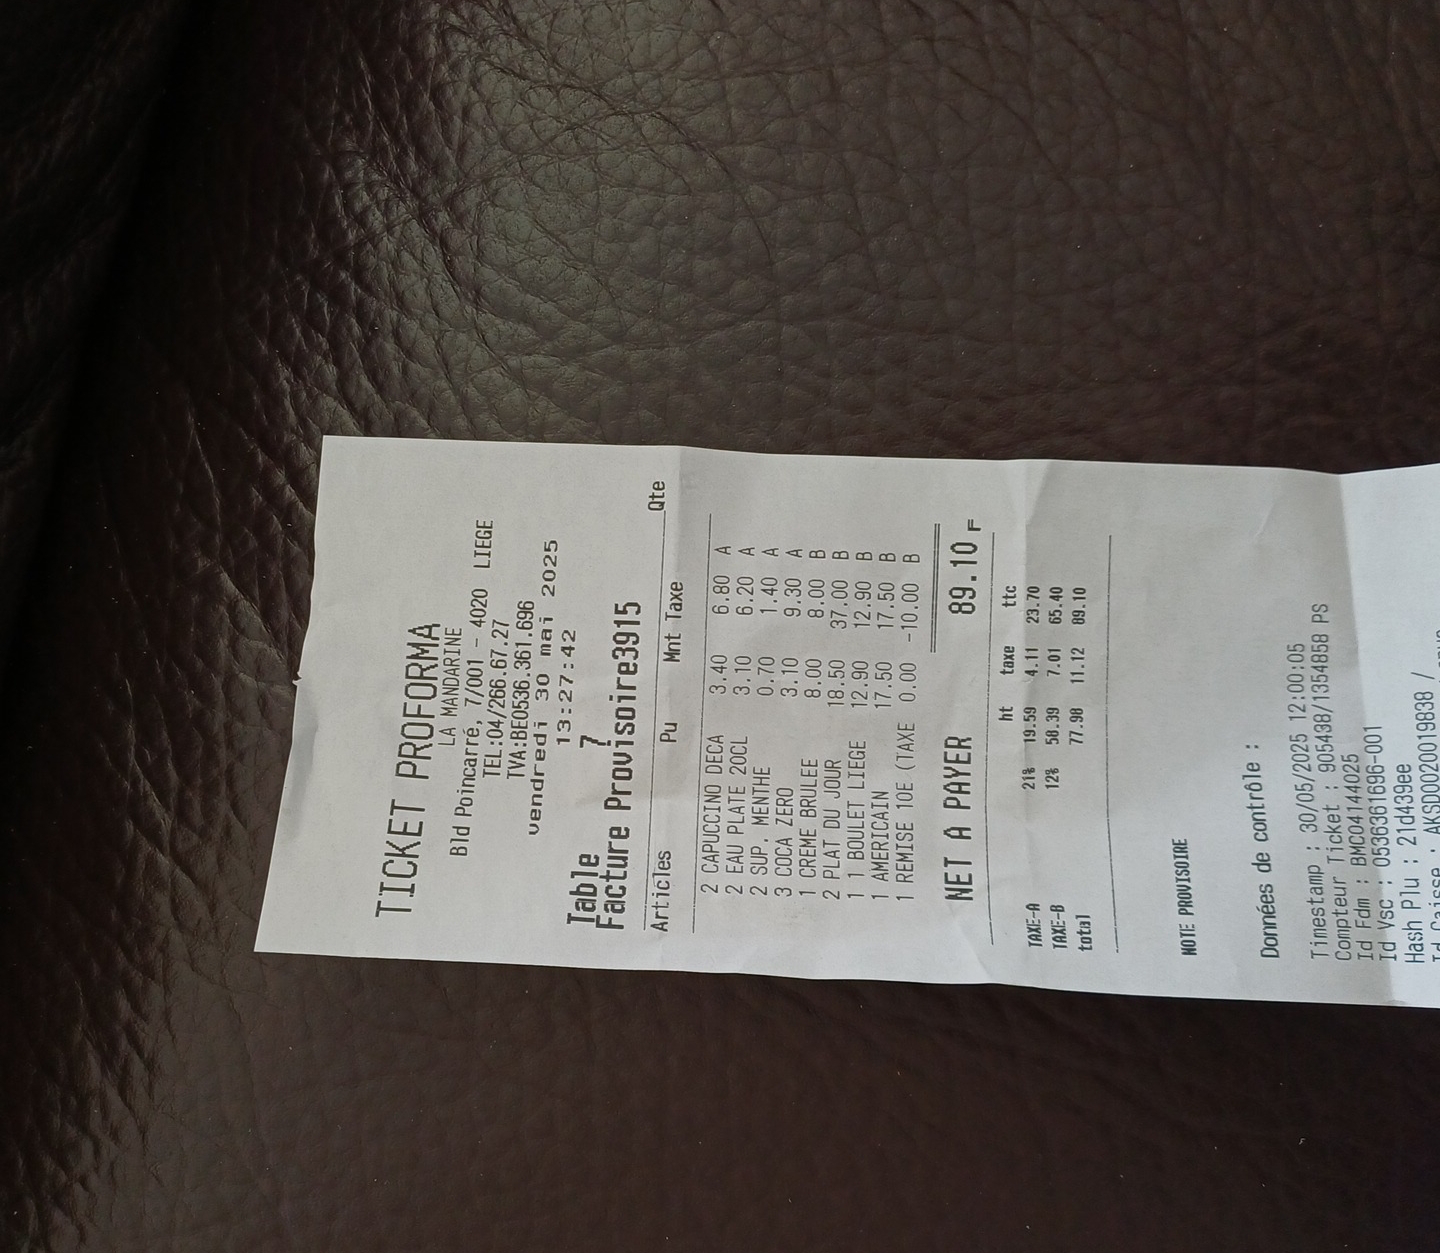 TICKET PROFORMA
LA MANDARINE
Bld Poincarré, 7/001 - 4020 LIEGE
TEL:04/266.67.27
TVA:BE0536.361.696
vendredi 30 mai 2025
13:27:42
Table 7
Facture Provisoire3915
Articles Pu Mnt Taxe Qte
2 CAPUCCINO DECA 3.40 6.80 A
2 EAU PLATE 20CL 3.10 6.20 A
2 SUP. MENTHE 0.70 1.40 A
3 COCA ZERO 3.10 9.30 A
1 CREME BRULEE 8.00 8.00 B
2 PLAT DU JOUR 18.50 37.00 B
1 1 BOULET LIEGE 12.90 12.90 B
1 AMERICAIN 17.50 17.50 B
1 REMISE 10E (TAXE 0.00 -10.00 B
NET A PAYER 89.10 F
ht taxe ttc
TAXE-A 21% 19.59 4.11 23.70
TAXE-B 12% 58.39 7.01 65.40
total 77.98 11.12 89.10
NOTE PROVISOIRE
Données de contrôle :
Timestamp : 30/05/2025 12:00:05
Compteur Ticket : 905438/1354858 PS
Id Fdm : BMC04144025
Id Vsc : 0536361696-001
Hash Plu : 21d439ee
Id Caisse : AKSD0020019838 /